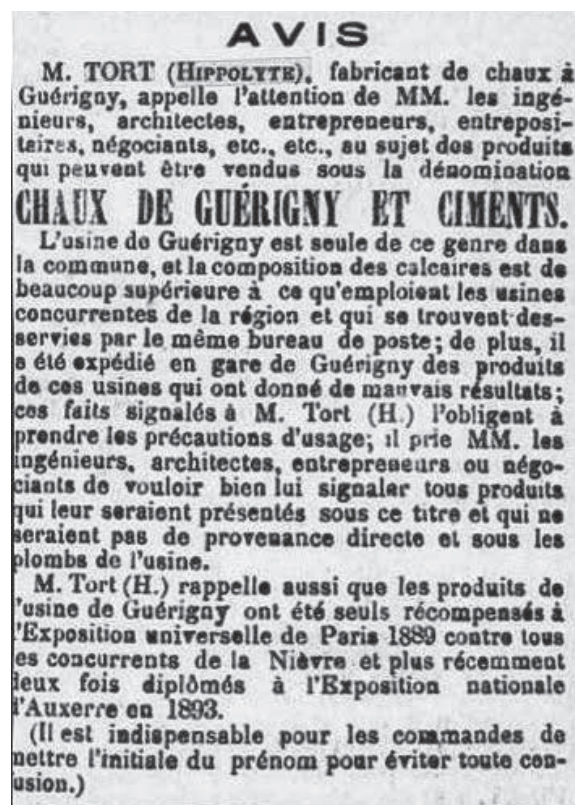 AVIS
M. TORT (HIPPOLYTE), fabricant de chaux à
Guérigny, appelle l'attention de MM. les ingé-
nieurs, architectes, entrepreneurs, entreposi-
taires, négociants, etc., etc., au sujet des produits
qui peuvent être vendus sous la dénomination
CHAUX DE GUÉRIGNY ET CIMENTS.
L'usine de Guérigny est seule de ce genre dans
la commune, et la composition des calcaires est de
beaucoup supérieure à ce qu'emploient les usines
concurrentes de la région et qui se trouvent des-
servies par le même bureau de poste; de plus, il
a été expédié en gare de Guérigny des produits
de ces usines qui ont donné de mauvais résultats;
ces faits signalés à M. Tort (H.) l'obligent à
prendre les précautions d'usage; il prie MM. les
ingénieurs, architectes, entrepreneurs ou négo-
ciants de vouloir bien lui signaler tous produits
qui leur seraient présentés sous ce titre et qui ne
seraient pas de provenance directe et sous les
plombs de l'usine.
M. Tort (H.) rappelle aussi que les produits de
l'usine de Guérigny ont été seuls récompensés à
l'Exposition universelle de Paris 1889 contre tous
les concurrents de la Nièvre et plus récemment
deux fois diplômés à l'Exposition nationale
d'Auxerre en 1893.
(Il est indispensable pour les commandes de
mettre l'initiale du prénom pour éviter toute con-
fusion.)